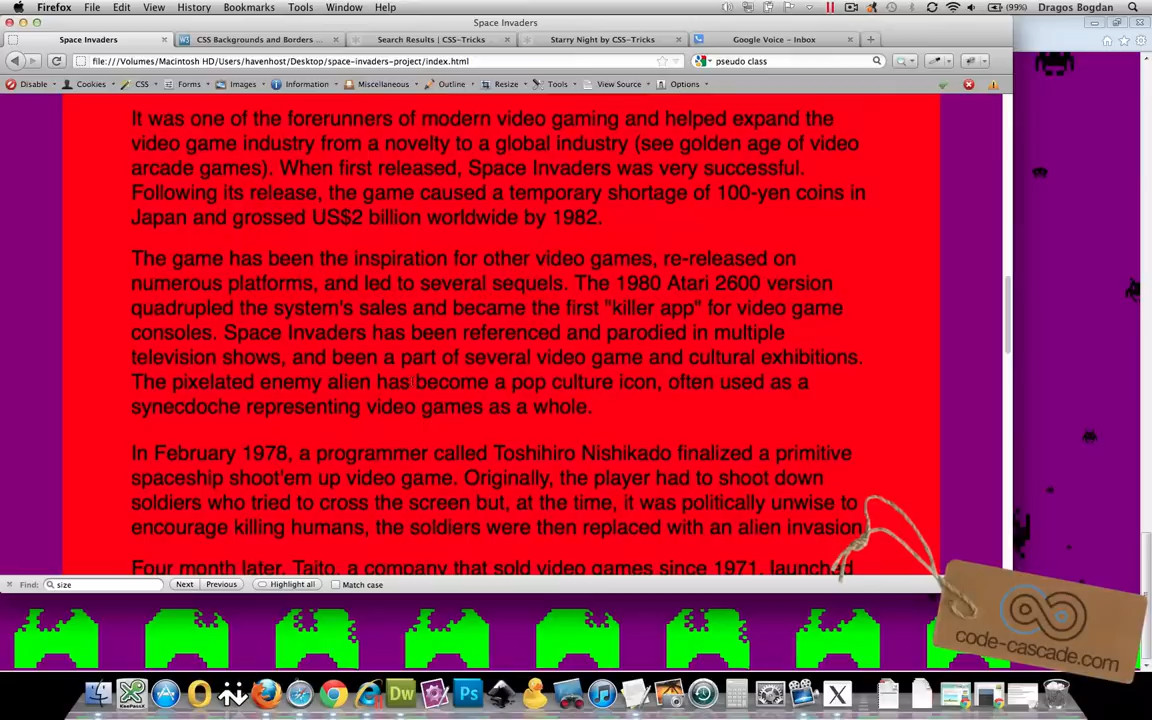 Firefox File Edit View History Bookmarks Tools Window Help (99%) Dragos Bogdan
Space Invaders
Space Invaders CSS Backgrounds and Borders ... Search Results | CSS-Tricks Starry Night by CSS-Tricks Google Voice - Inbox
file:///Volumes/Macintosh HD/Users/havenhost/Desktop/space-invaders-project/index.html pseudo class
Disable Cookies CSS Forms Images Information Miscellaneous Outline Resize Tools View Source Options
It was one of the forerunners of modern video gaming and helped expand the
video game industry from a novelty to a global industry (see golden age of video
arcade games). When first released, Space Invaders was very successful.
Following its release, the game caused a temporary shortage of 100-yen coins in
Japan and grossed US$2 billion worldwide by 1982.
The game has been the inspiration for other video games, re-released on
numerous platforms, and led to several sequels. The 1980 Atari 2600 version
quadrupled the system's sales and became the first "killer app" for video game
consoles. Space Invaders has been referenced and parodied in multiple
television shows, and been a part of several video game and cultural exhibitions.
The pixelated enemy alien has become a pop culture icon, often used as a
synecdoche representing video games as a whole.
In February 1978, a programmer called Toshihiro Nishikado finalized a primitive
spaceship shoot'em up video game. Originally, the player had to shoot down
soldiers who tried to cross the screen but, at the time, it was politically unwise to
encourage killing humans, the soldiers were then replaced with an alien invasion
Four month later, Taito, a company that sold video games since 1971, launched
Find: size Next Previous Highlight all Match case
code-cascade.com
Dw Ps X